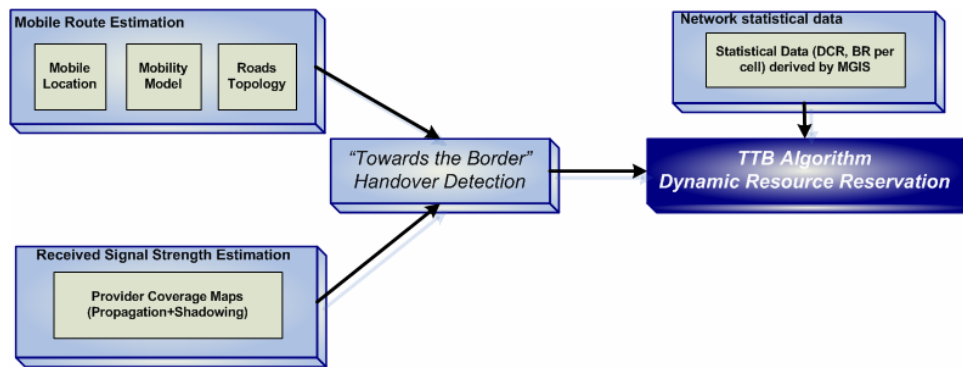 Mobile Route Estimation
Mobile
Location
Mobility
Model
Roads
Topology
Network statistical data
Statistical Data (DCR, BR per
cell) derived by MGIS
“Towards the Border”
Handover Detection
TTB Algorithm
Dynamic Resource Reservation
Received Signal Strength Estimation
Provider Coverage Maps
(Propagation+Shadowing)